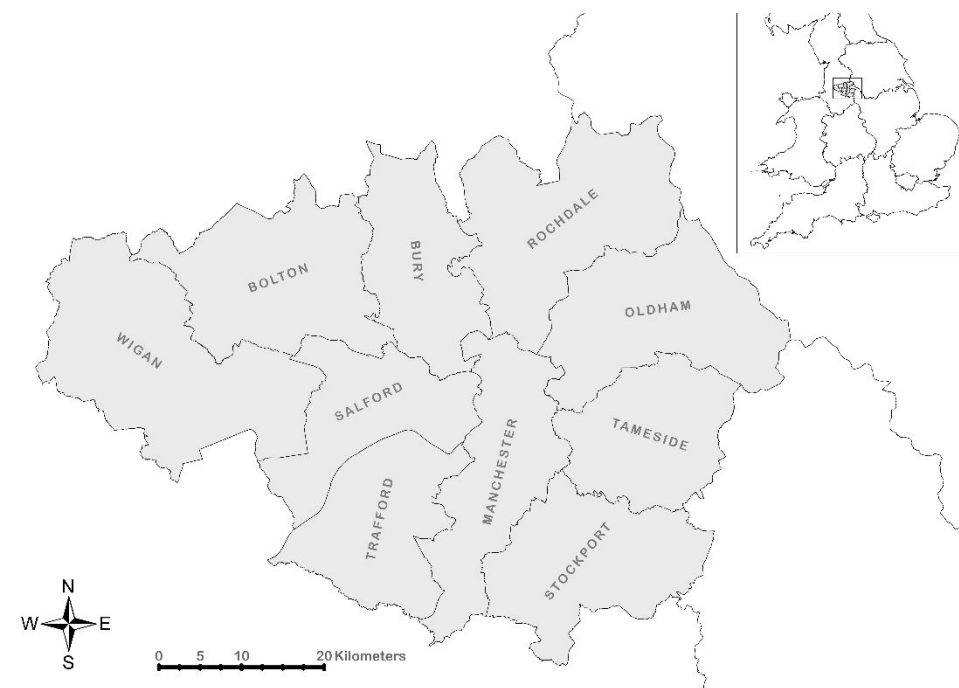 ROCHDALE
BURY
BOLTON
OLDHAM
WIGAN
SALFORD
TAMESIDE
MANCHESTER
TRAFFORD
STOCKPORT
N
W E
S
0 5 10 20 Kilometers